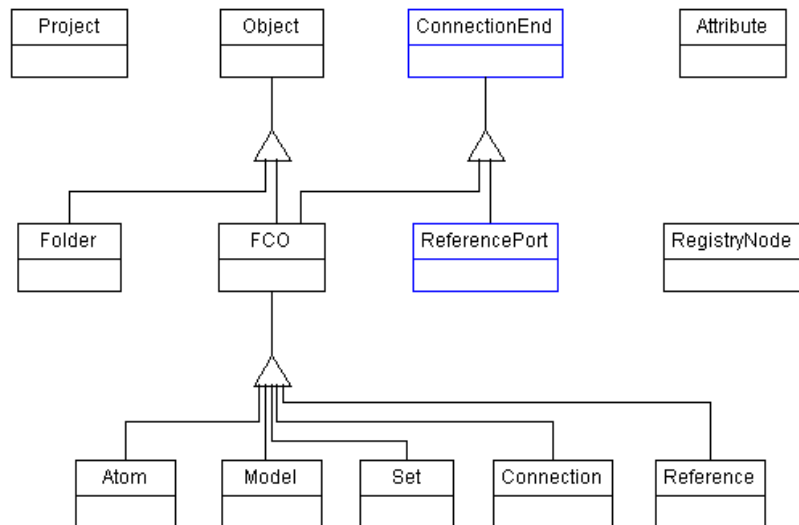 Project
Object
ConnectionEnd
Attribute
Folder
FCO
ReferencePort
RegistryNode
Atom
Model
Set
Connection
Reference